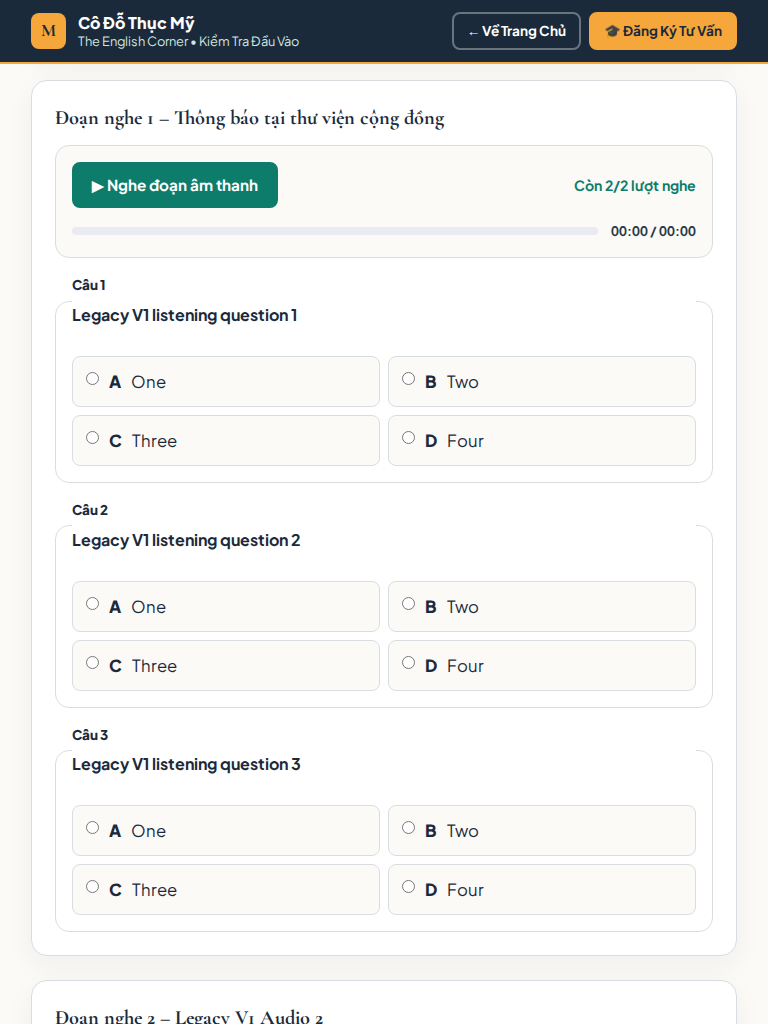 M
Cô Đỗ Thục Mỹ
The English Corner • Kiểm Tra Đầu Vào
← Về Trang Chủ
🎓 Đăng Ký Tư Vấn
Đoạn nghe 1 – Thông báo tại thư viện cộng đồng
▶ Nghe đoạn âm thanh
Còn 2/2 lượt nghe
00:00 / 00:00
Câu 1
Legacy V1 listening question 1
A One
B Two
C Three
D Four
Câu 2
Legacy V1 listening question 2
A One
B Two
C Three
D Four
Câu 3
Legacy V1 listening question 3
A One
B Two
C Three
D Four
Đoạn nghe 2 – Legacy V1 Audio 2